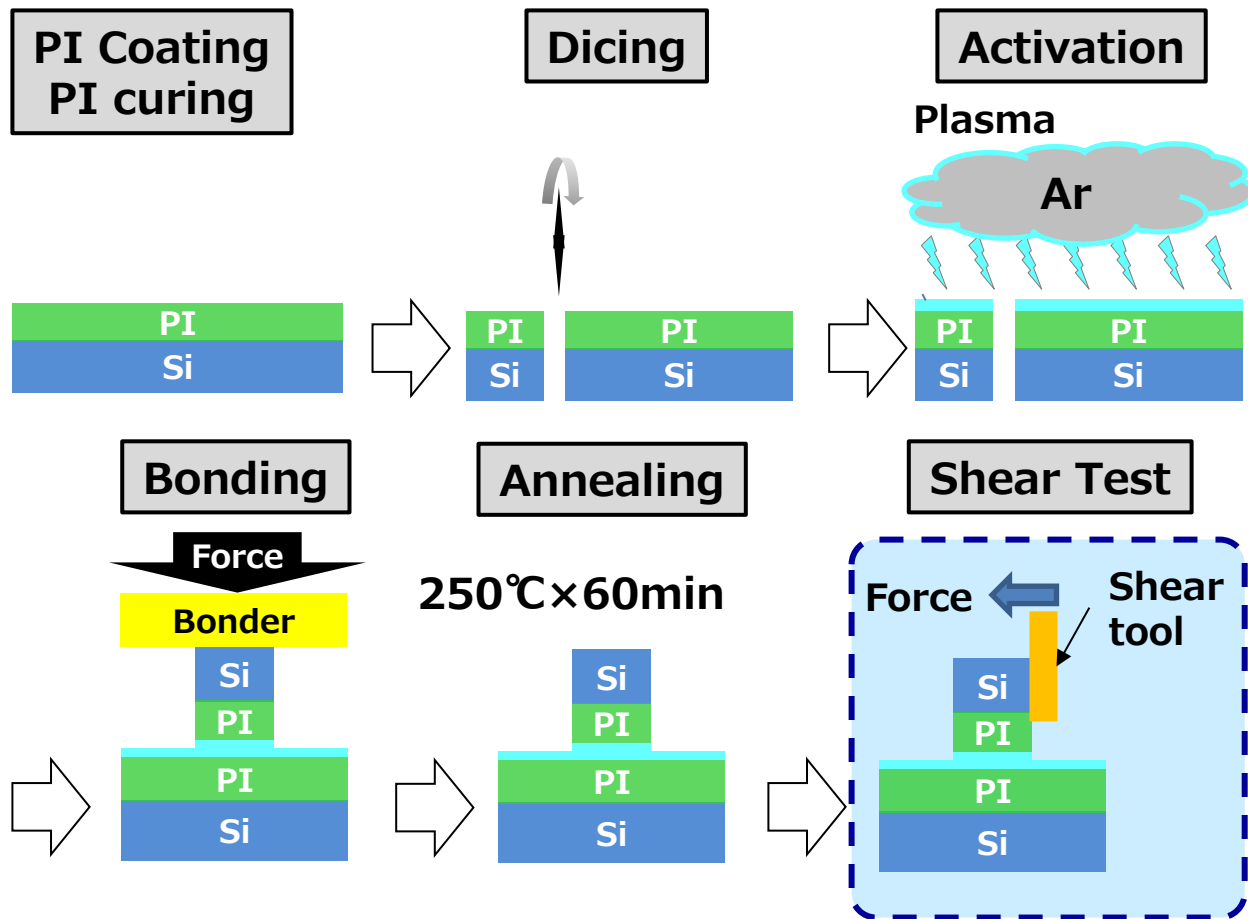 PI Coating
PI curing
Dicing
Activation
Plasma
Ar
PI
Si
PI
Si
PI
Si
PI
Si
PI
Si
Bonding
Annealing
Shear Test
Force
Bonder
Si
PI
PI
Si
250℃×60min
Si
PI
PI
Si
Force
Shear
tool
Si
PI
PI
Si